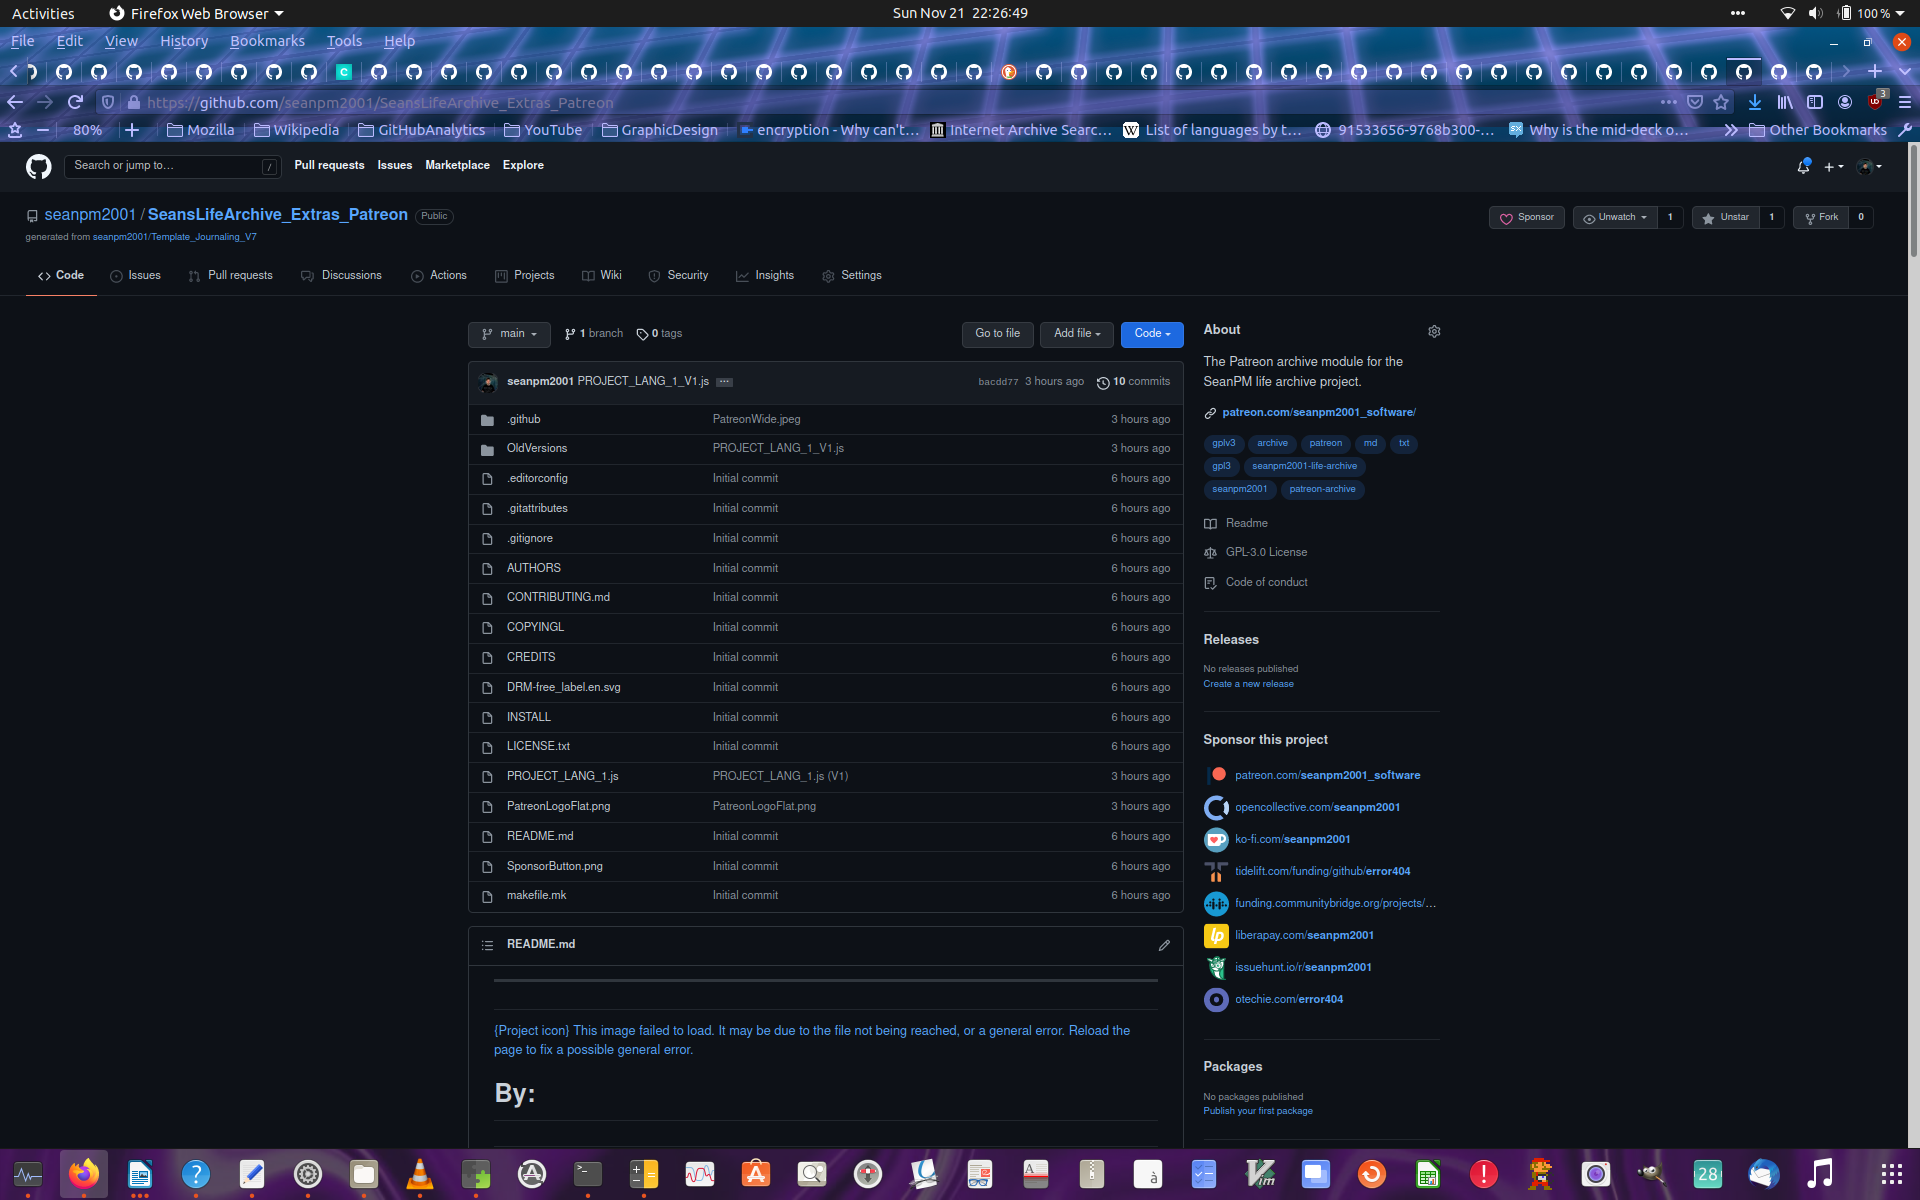 Activities Firefox Web Browser Sun Nov 21 22:26:49 100 %
File Edit View History Bookmarks Tools Help
https://github.com/seanpm2001/SeansLifeArchive_Extras_Patreon 3
80% Mozilla Wikipedia GitHubAnalytics YouTube GraphicDesign encryption - Why can't… Internet Archive Searc… List of languages by t… 91533656-9768b300-… Why is the mid-deck o… Other Bookmarks
Search or jump to… / Pull requests Issues Marketplace Explore
seanpm2001 / SeansLifeArchive_Extras_Patreon Public
Sponsor Unwatch 1 Unstar 1 Fork 0
generated from seanpm2001/Template_Journaling_V7
Code Issues Pull requests Discussions Actions Projects Wiki Security Insights Settings
main 1 branch 0 tags Go to file Add file Code
seanpm2001 PROJECT_LANG_1_V1.js bacdd77 3 hours ago 10 commits
.github PatreonWide.jpeg 3 hours ago
OldVersions PROJECT_LANG_1_V1.js 3 hours ago
.editorconfig Initial commit 6 hours ago
.gitattributes Initial commit 6 hours ago
.gitignore Initial commit 6 hours ago
AUTHORS Initial commit 6 hours ago
CONTRIBUTING.md Initial commit 6 hours ago
COPYINGL Initial commit 6 hours ago
CREDITS Initial commit 6 hours ago
DRM-free_label.en.svg Initial commit 6 hours ago
INSTALL Initial commit 6 hours ago
LICENSE.txt Initial commit 6 hours ago
PROJECT_LANG_1.js PROJECT_LANG_1.js (V1) 3 hours ago
PatreonLogoFlat.png PatreonLogoFlat.png 3 hours ago
README.md Initial commit 6 hours ago
SponsorButton.png Initial commit 6 hours ago
makefile.mk Initial commit 6 hours ago
README.md
{Project icon} This image failed to load. It may be due to the file not being reached, or a general error. Reload the
page to fix a possible general error.
By:
About
The Patreon archive module for the
SeanPM life archive project.
patreon.com/seanpm2001_software/
gplv3 archive patreon md txt
gpl3 seanpm2001-life-archive
seanpm2001 patreon-archive
Readme
GPL-3.0 License
Code of conduct
Releases
No releases published
Create a new release
Sponsor this project
patreon.com/seanpm2001_software
opencollective.com/seanpm2001
ko-fi.com/seanpm2001
tidelift.com/funding/github/error404
funding.communitybridge.org/projects/…
liberapay.com/seanpm2001
issuehunt.io/r/seanpm2001
otechie.com/error404
Packages
No packages published
Publish your first package
28